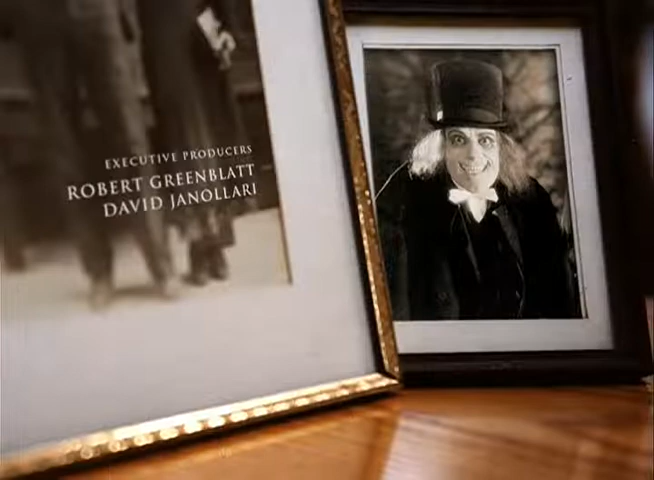 EXECUTIVE PRODUCERS
ROBERT GREENBLATT
DAVID JANOLLARI